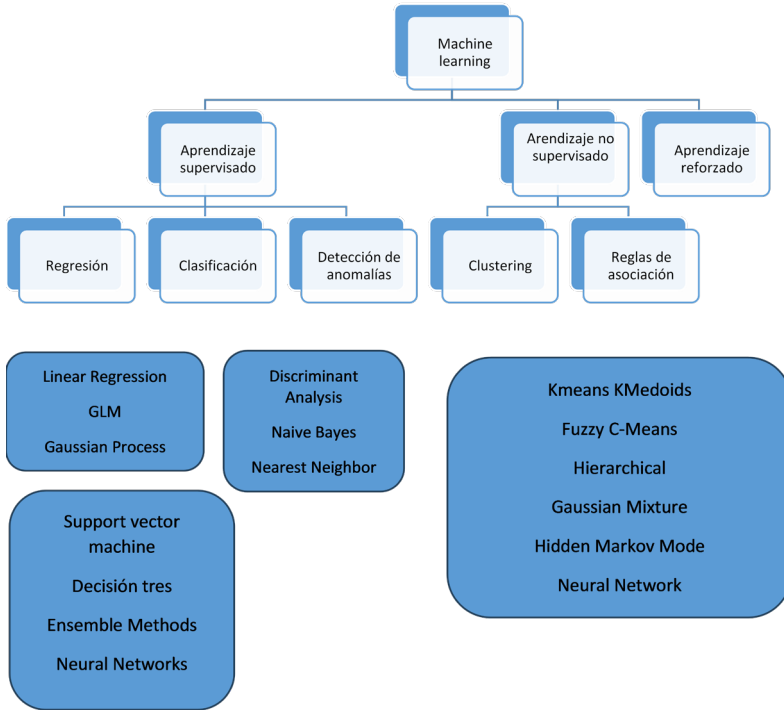 Machine
learning
Aprendizaje
supervisado
Arendizaje no
supervisado
Aprendizaje
reforzado
Regresión
Clasificación
Detección de
anomalías
Clustering
Reglas de
asociación
Linear Regression
GLM
Gaussian Process
Discriminant
Analysis
Naive Bayes
Nearest Neighbor
Kmeans KMedoids
Fuzzy C-Means
Hierarchical
Gaussian Mixture
Hidden Markov Mode
Neural Network
Support vector
machine
Decisión tres
Ensemble Methods
Neural Networks